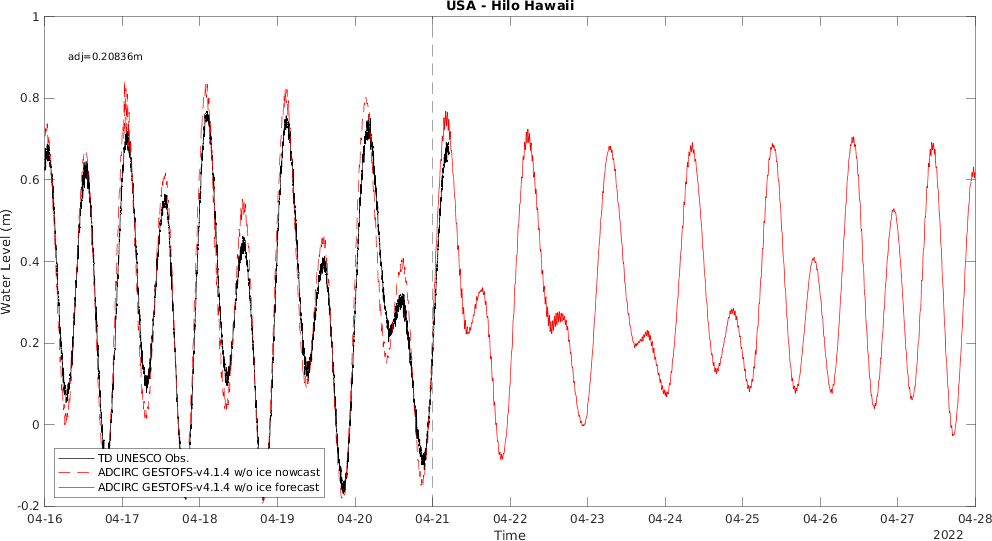 USA - Hilo Hawaii
adj=0.20836m
Water Level (m)
1
0.8
0.6
0.4
0.2
0
-0.2
TD UNESCO Obs.
ADCIRC GESTOFS-v4.1.4 w/o ice nowcast
ADCIRC GESTOFS-v4.1.4 w/o ice forecast
04-16 04-17 04-18 04-19 04-20 04-21 04-22 04-23 04-24 04-25 04-26 04-27 04-28
Time
2022